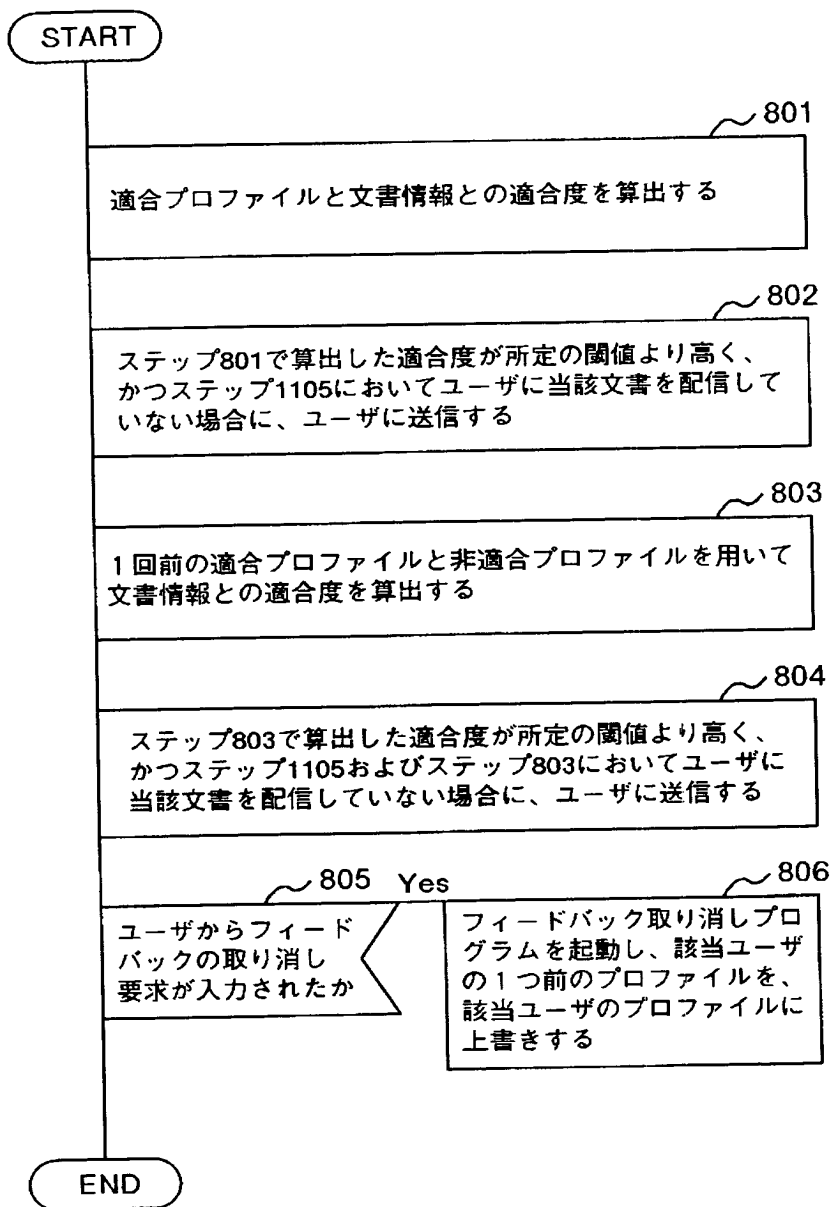 START
801
適合プロファイルと文書情報との適合度を算出する
802
ステップ801で算出した適合度が所定の閾値より高く、
かつステップ1105においてユーザに当該文書を配信して
いない場合に、ユーザに送信する
803
1回前の適合プロファイルと非適合プロファイルを用いて
文書情報との適合度を算出する
804
ステップ803で算出した適合度が所定の閾値より高く、
かつステップ1105およびステップ803においてユーザに
当該文書を配信していない場合に、ユーザに送信する
805
Yes
ユーザからフィード
バックの取り消し
要求が入力されたか
806
フィードバック取り消しプロ
グラムを起動し、該当ユーザ
の1つ前のプロファイルを、
該当ユーザのプロファイルに
上書きする
END